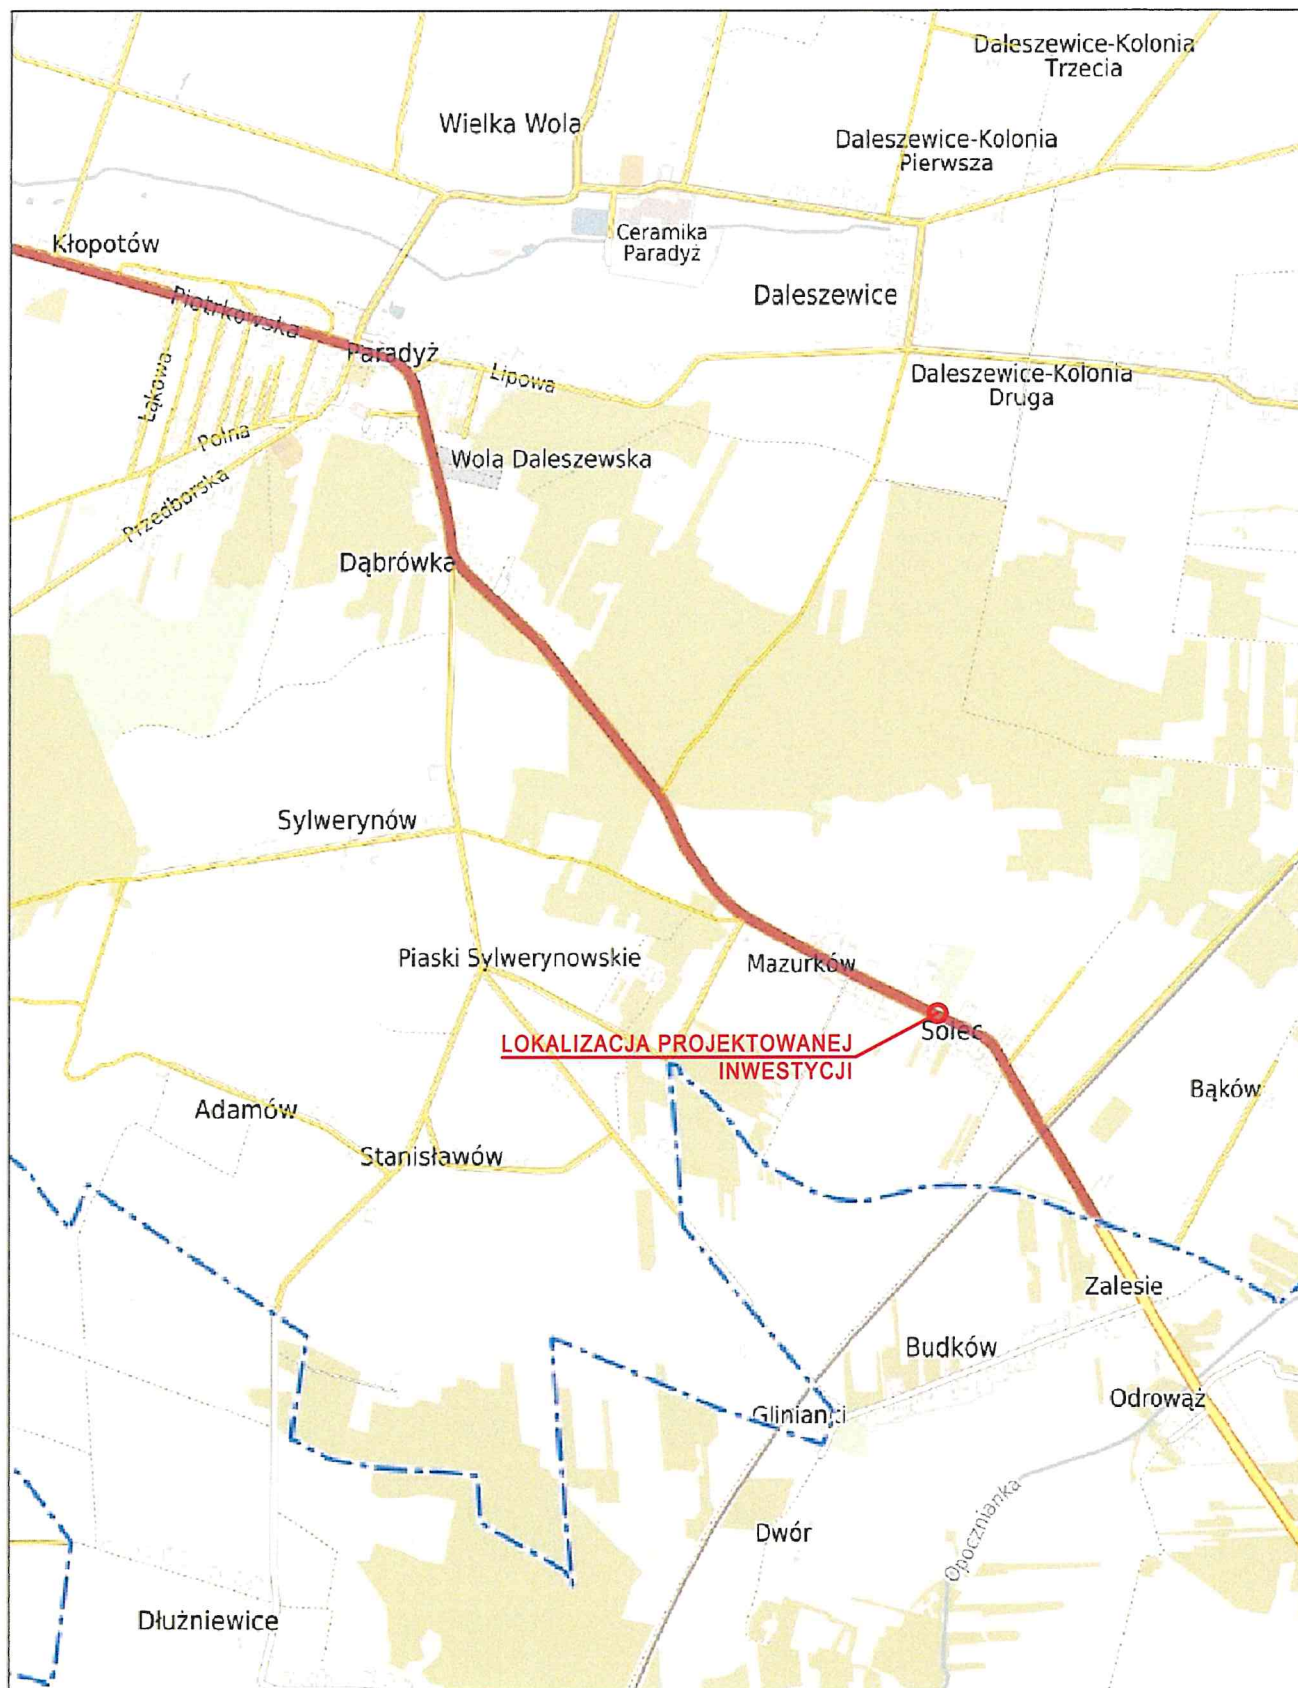 Daleszewice-Kolonia
Trzecia
Wielka Wola
Daleszewice-Kolonia
Pierwsza
Ceramika
Paradyż
Kłopotów
Daleszewice
Piotrkowska
Paradyż
Lipowa
Daleszewice-Kolonia
Druga
Łąkowa
Polna
Wola Daleszewska
Przedborska
Dąbrówka
Sylwerynów
Piaski Sylwerynowskie
Mazurków
Solec
LOKALIZACJA PROJEKTOWANEJ
INWESTYCJI
Bąków
Adamów
Stanisławów
Zalesie
Budków
Odrowąż
Glinianki
Opocznianka
Dwór
Dłużniewice